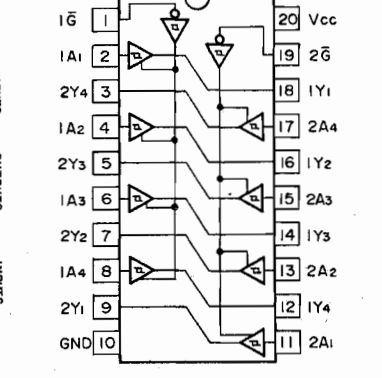 1G̅ 1 20 Vcc
1A1 2 19 2G̅
2Y4 3 18 1Y1
1A2 4 17 2A4
2Y3 5 16 1Y2
1A3 6 15 2A3
2Y2 7 14 1Y3
1A4 8 13 2A2
2Y1 9 12 1Y4
GND 10 11 2A1